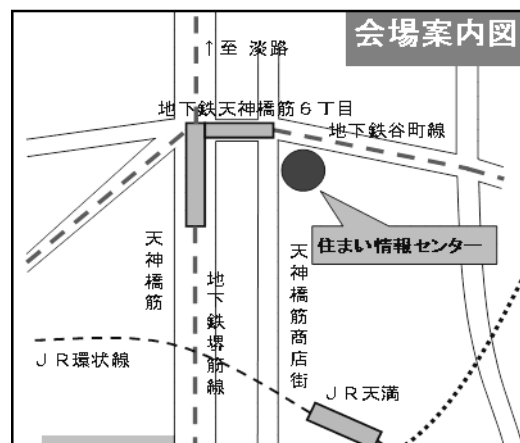 会場案内図
↑至 淡路
地下鉄天神橋筋６丁目
地下鉄谷町線
住まい情報センター
天神橋筋
地下鉄堺筋線
天神橋筋商店街
ＪＲ環状線
ＪＲ天満